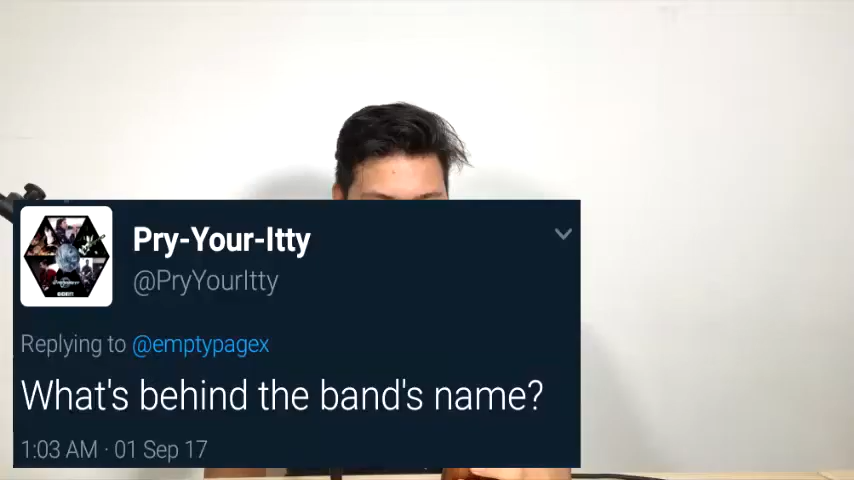 Pry-Your-Itty
@PryYourItty
Replying to @emptypagex
What's behind the band's name?
1:03 AM · 01 Sep 17